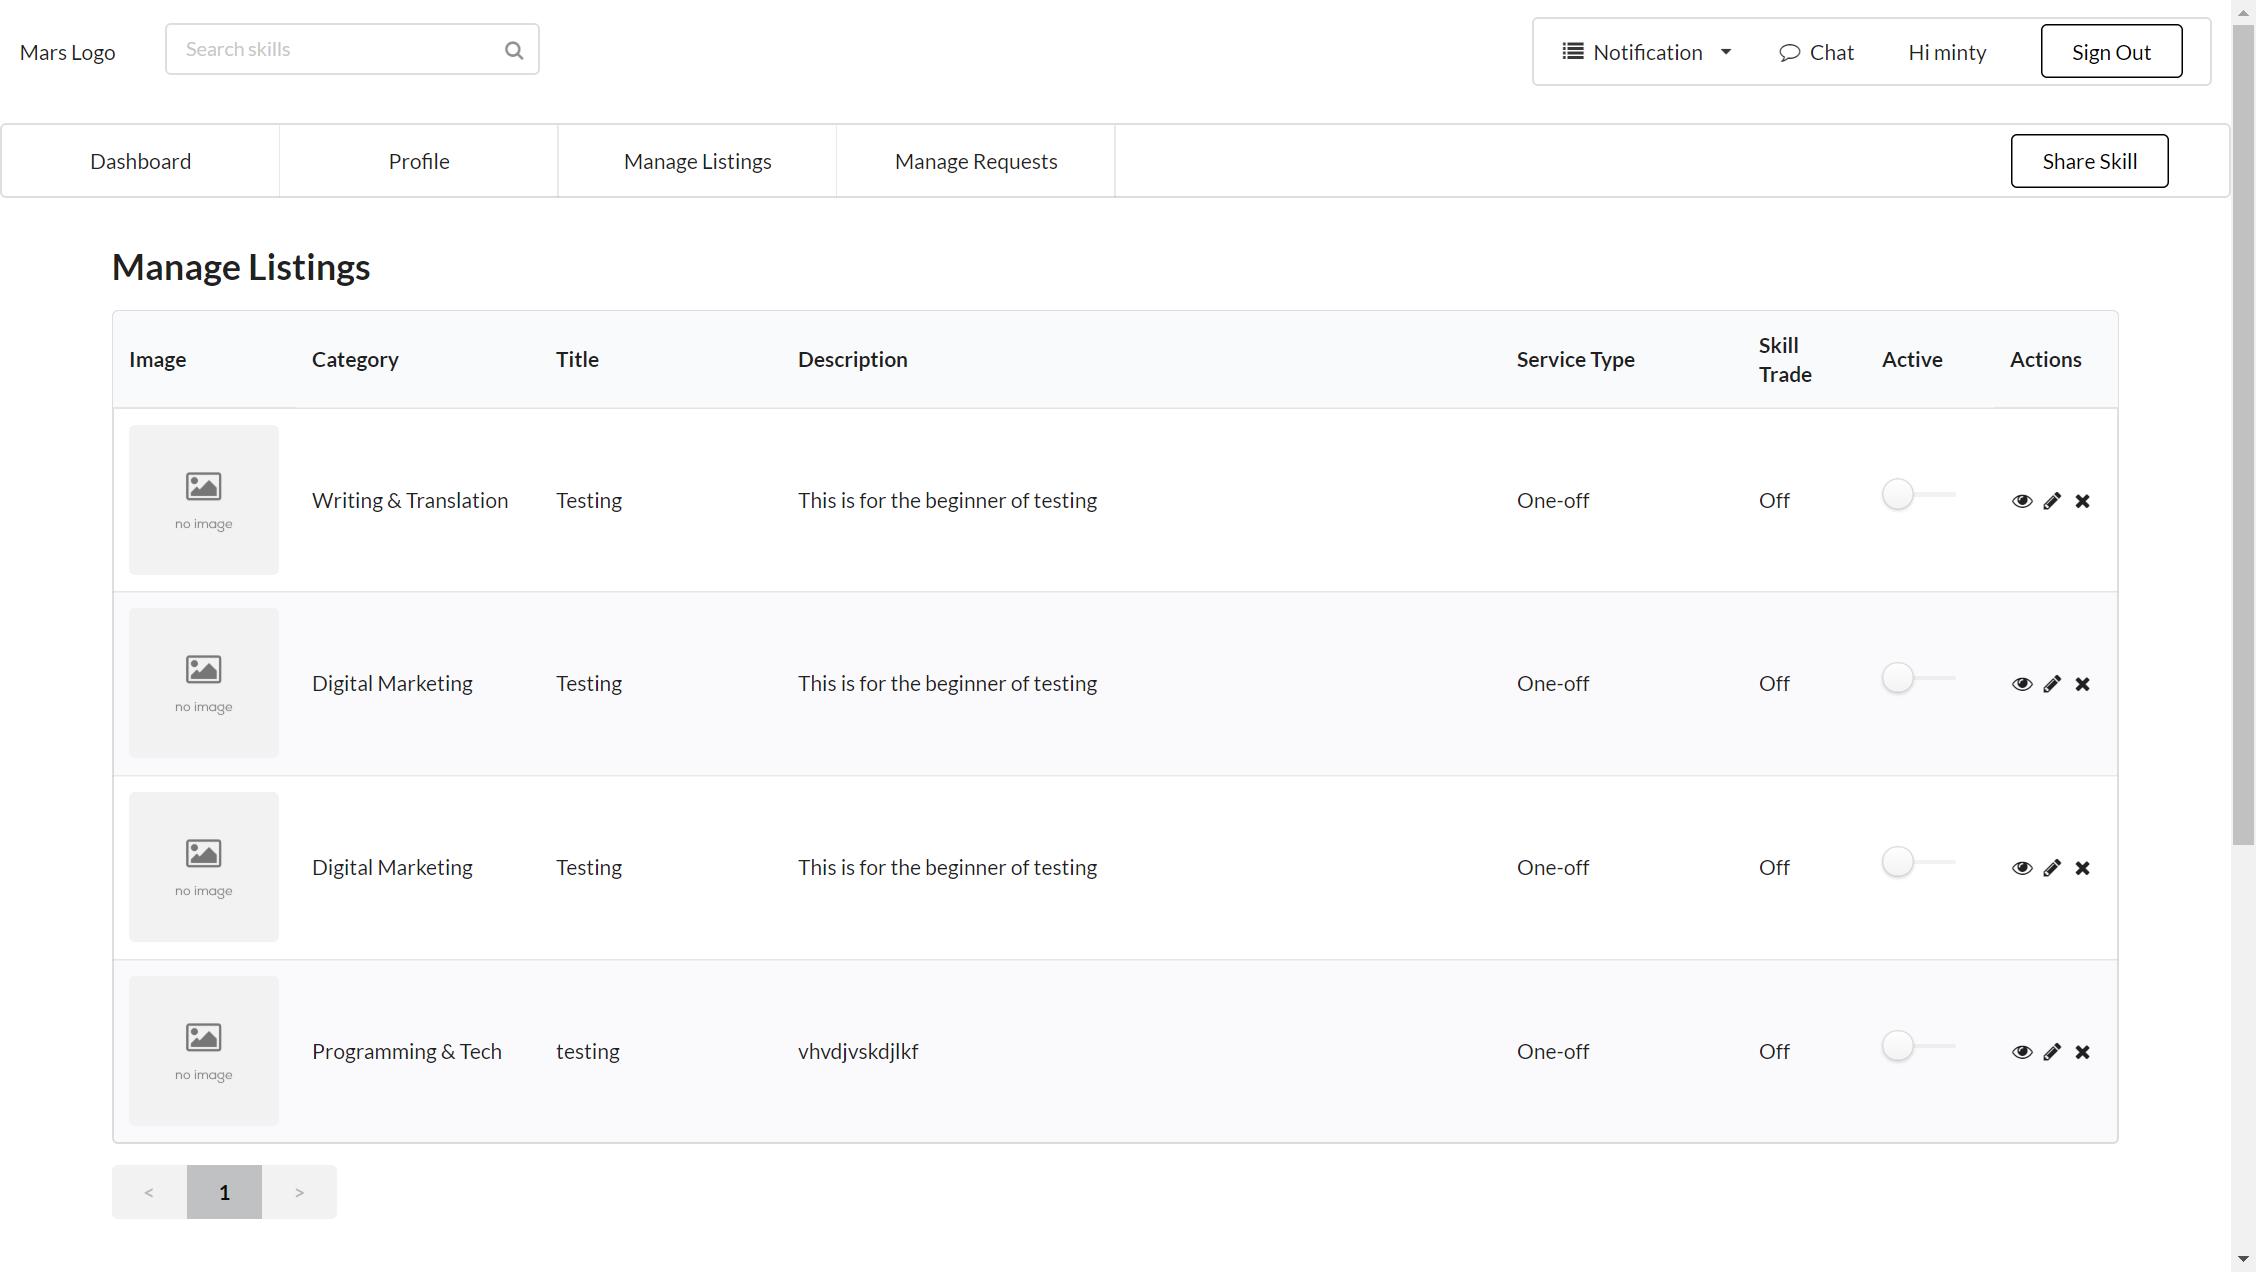 Mars Logo
Search skills
Notification
Chat
Hi minty
Sign Out
Dashboard
Profile
Manage Listings
Manage Requests
Share Skill
Manage Listings
Image Category Title Description Service Type Skill Trade Active Actions
no image
Writing & Translation Testing This is for the beginner of testing One-off Off
no image
Digital Marketing Testing This is for the beginner of testing One-off Off
no image
Digital Marketing Testing This is for the beginner of testing One-off Off
no image
Programming & Tech testing vhvdjvskdjlkf One-off Off
< 1 >